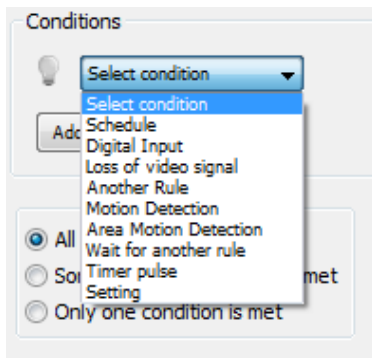 Conditions
Select condition
Select condition
Schedule
Digital Input
Loss of video signal
Another Rule
Motion Detection
Area Motion Detection
Wait for another rule
Timer pulse
Setting
All
met
Only one condition is met